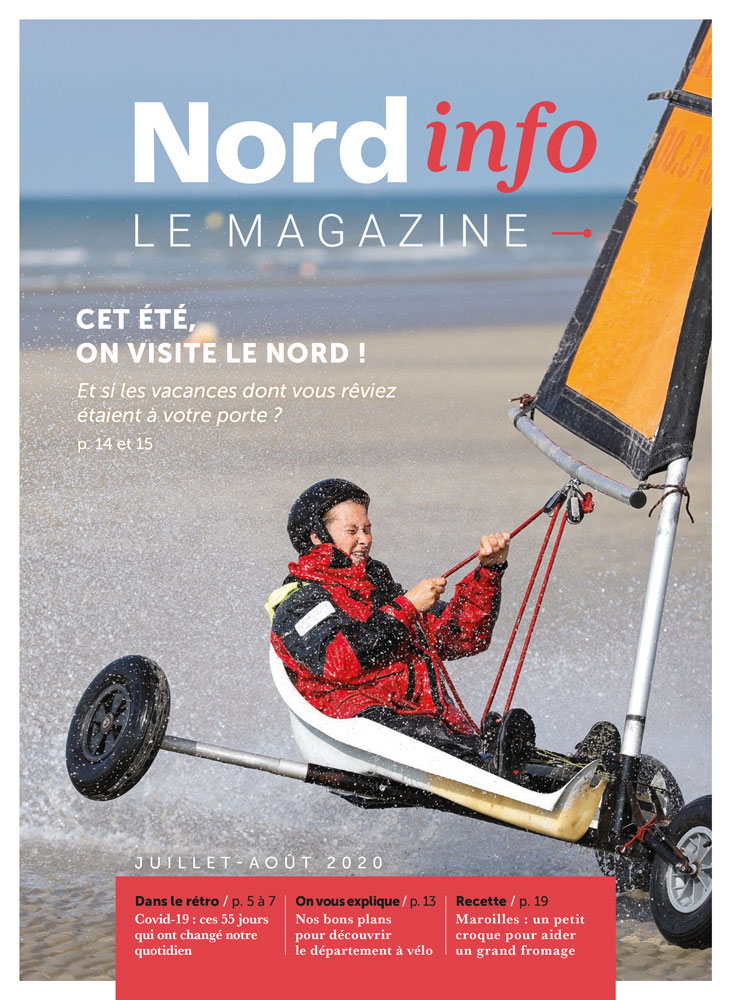 Nord info
LE MAGAZINE
CET ÉTÉ,
ON VISITE LE NORD !
Et si les vacances dont vous rêviez
étaient à votre porte ?
p. 14 et 15
JUILLET-AOÛT 2020
Dans le rétro / p. 5 à 7
Covid-19 : ces 55 jours
qui ont changé notre
quotidien
On vous explique / p. 13
Nos bons plans
pour découvrir
le département à vélo
Recette / p. 19
Maroilles : un petit
croque pour aider
un grand fromage